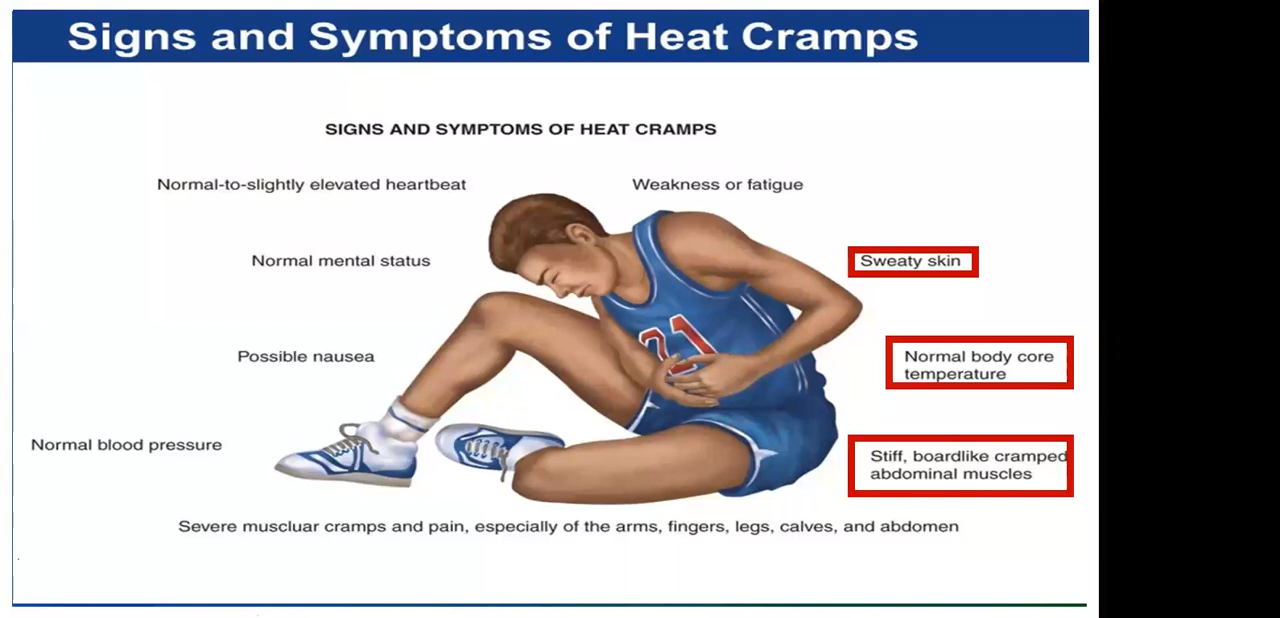 Signs and Symptoms of Heat Cramps
SIGNS AND SYMPTOMS OF HEAT CRAMPS
Normal-to-slightly elevated heartbeat
Weakness or fatigue
Normal mental status
Sweaty skin
21
Possible nausea
Normal body core
temperature
Normal blood pressure
Stiff, boardlike cramped
abdominal muscles
Severe muscluar cramps and pain, especially of the arms, fingers, legs, calves, and abdomen